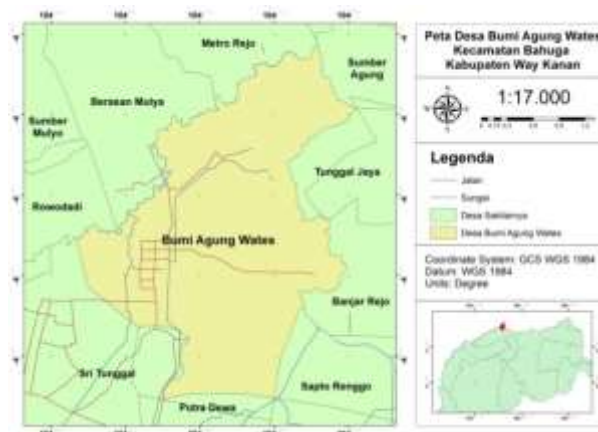 Metro Rejo
Sumber
Agung
Berasan Mulya
Sumber
Mulyo
Tunggal Jaya
Rowodadi
Bumi Agung Wates
Banjar Rejo
Sri Tunggal
Sapto Renggo
Putra Dewa
Peta Desa Bumi Agung Wates
Kecamatan Bahuga
Kabupaten Way Kanan
1:17.000
Legenda
Jalan
Sungai
Desa Sekitarnya
Desa Bumi Agung Wates
Coordinate System: GCS WGS 1984
Datum: WGS 1984
Units: Degree